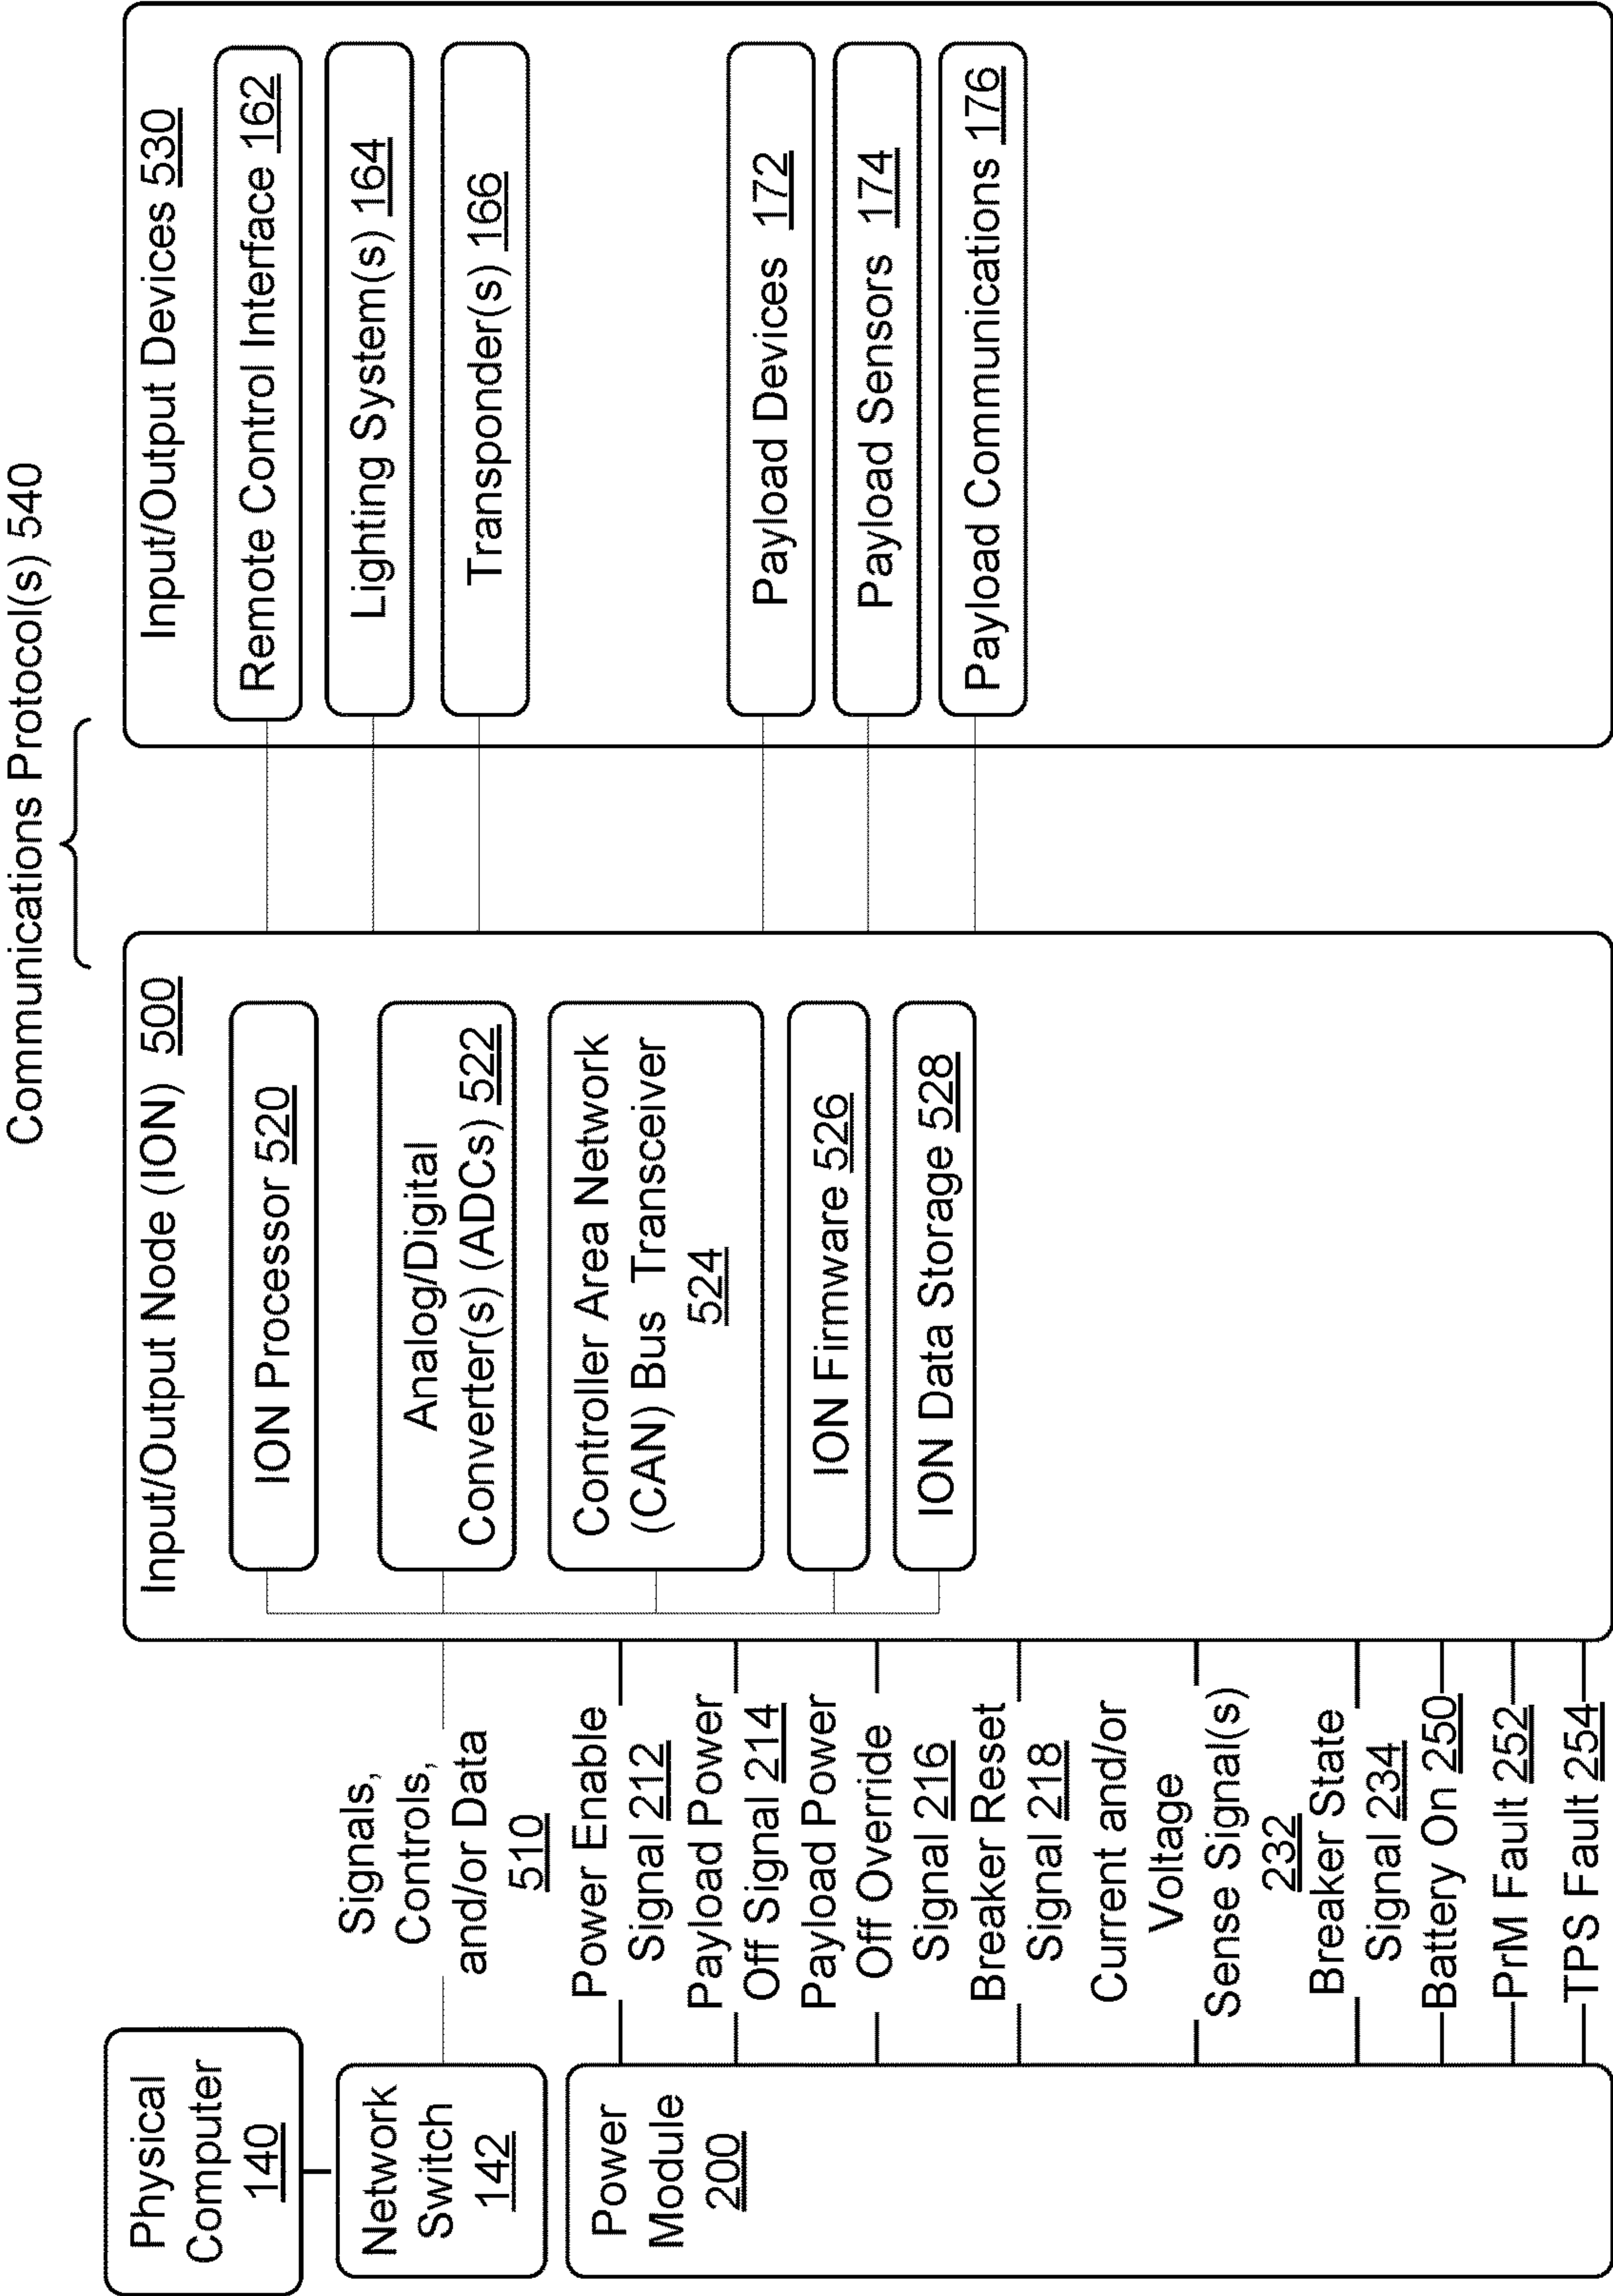 Communications Protocol(s) 540
Physical
Computer
140
Network
Switch
142
Power
Module
200
Signals,
Controls,
and/or Data
510
Power Enable
Signal 212
Payload Power
Off Signal 214
Payload Power
Off Override
Signal 216
Breaker Reset
Signal 218
Current and/or
Voltage
Sense Signal(s)
232
Breaker State
Signal 234
Battery On 250
PrM Fault 252
TPS Fault 254
Input/Output Node (ION) 500
ION Processor 520
Analog/Digital
Converter(s) (ADCs) 522
Controller Area Network
(CAN) Bus Transceiver
524
ION Firmware 526
ION Data Storage 528
Input/Output Devices 530
Remote Control Interface 162
Lighting System(s) 164
Transponder(s) 166
Payload Devices 172
Payload Sensors 174
Payload Communications 176